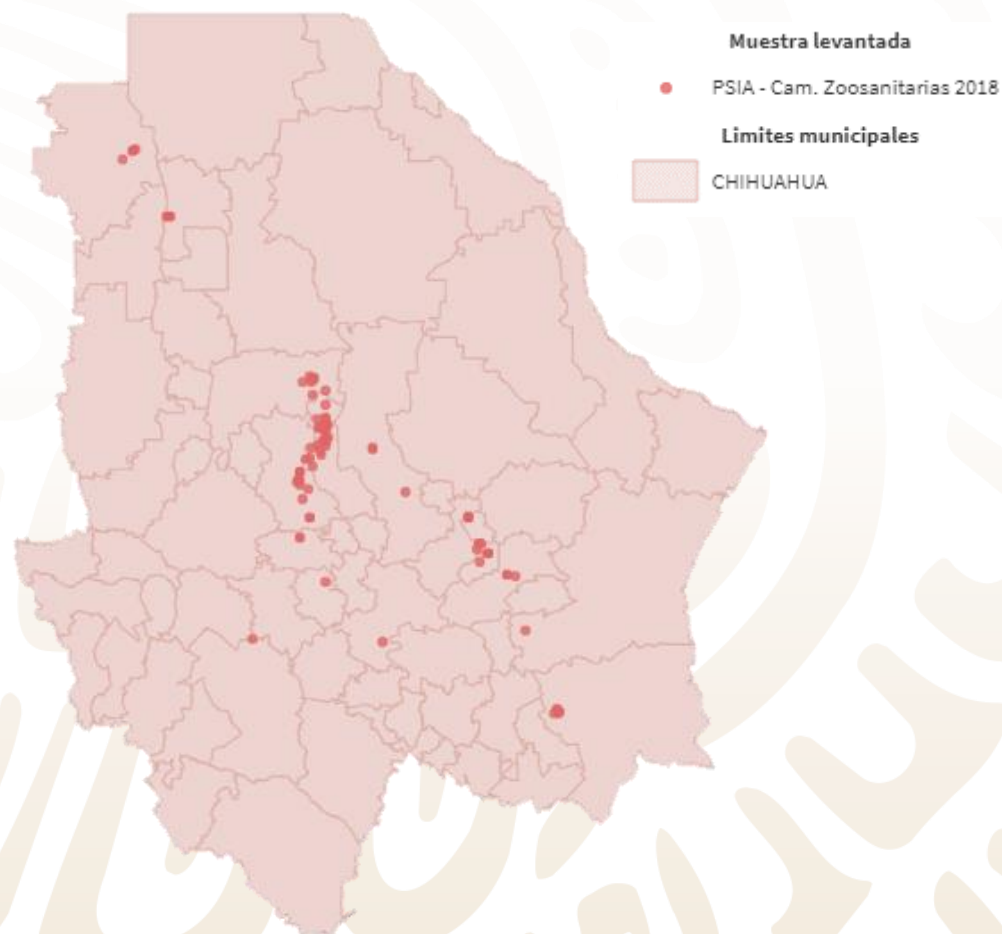 Muestra levantada
PSIA - Cam. Zoosanitarias 2018
Limites municipales
CHIHUAHUA